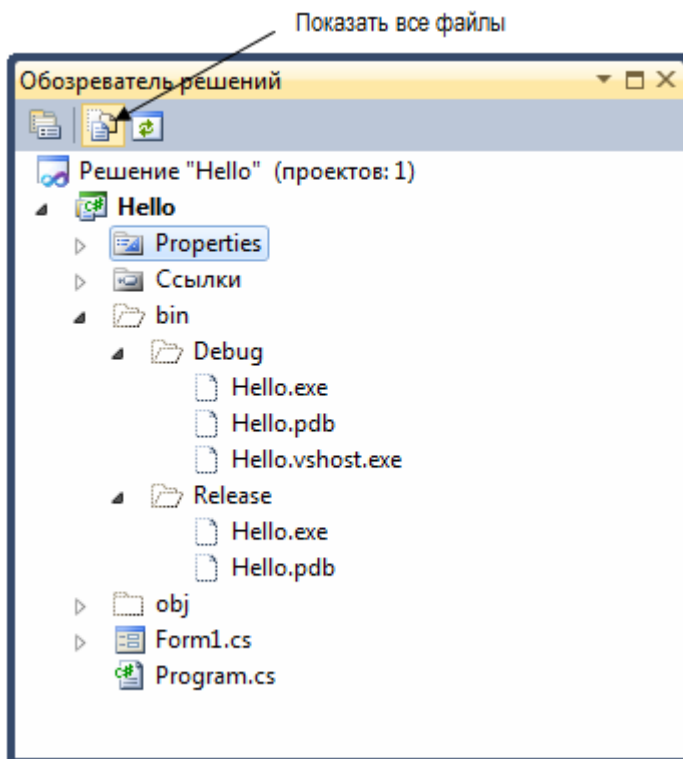 Показать все файлы
Обозреватель решений
Решение "Hello" (проектов: 1)
C# Hello
Properties
Ссылки
bin
Debug
Hello.exe
Hello.pdb
Hello.vshost.exe
Release
Hello.exe
Hello.pdb
obj
Form1.cs
C# Program.cs